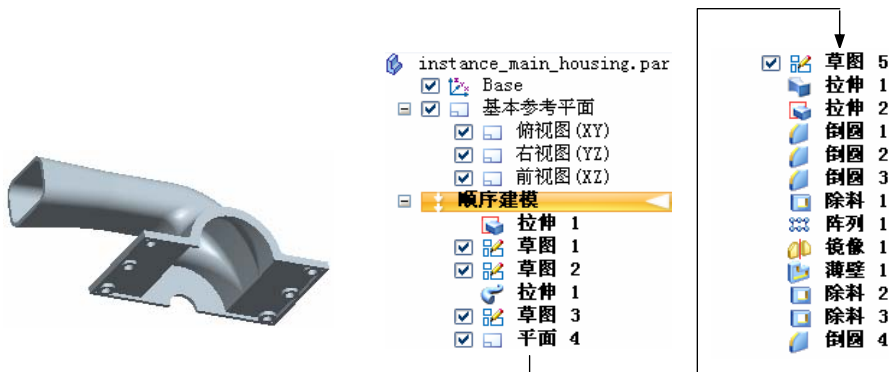 instance_main_housing.par
Base
基本参考平面
俯视图(XY)
右视图(YZ)
前视图(XZ)
顺序建模
拉伸 1
草图 1
草图 2
拉伸 1
草图 3
平面 4
草图 5
拉伸 1
拉伸 2
倒圆 1
倒圆 2
倒圆 3
除料 1
阵列 1
镜像 1
薄壁 1
除料 2
除料 3
倒圆 4